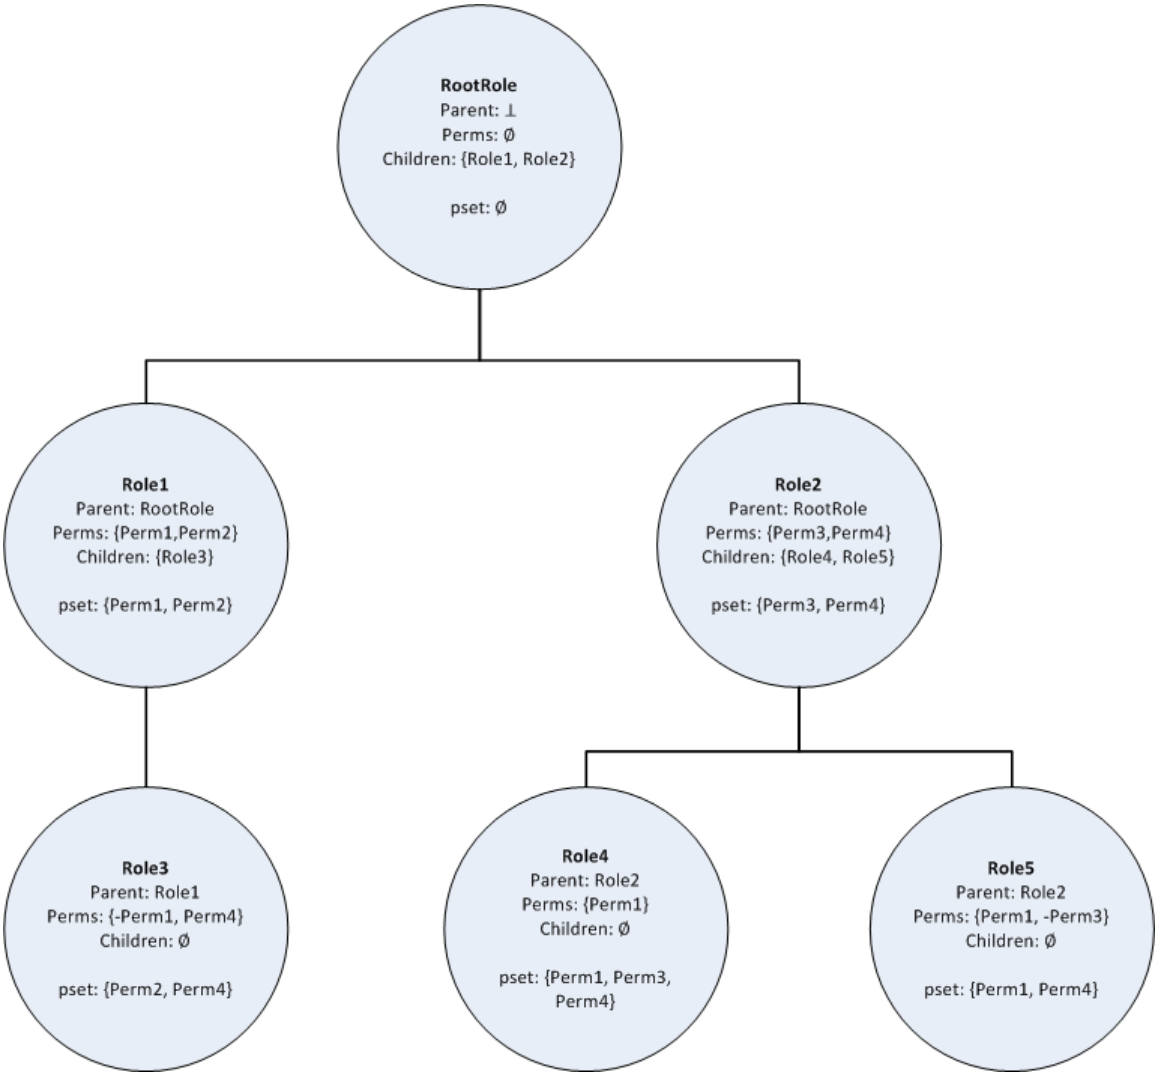 RootRole
Parent: ⊥
Perms: Ø
Children: {Role1, Role2}
pset: Ø
Role1
Parent: RootRole
Perms: {Perm1,Perm2}
Children: {Role3}
pset: {Perm1, Perm2}
Role2
Parent: RootRole
Perms: {Perm3,Perm4}
Children: {Role4, Role5}
pset: {Perm3, Perm4}
Role3
Parent: Role1
Perms: {-Perm1, Perm4}
Children: Ø
pset: {Perm2, Perm4}
Role4
Parent: Role2
Perms: {Perm1}
Children: Ø
pset: {Perm1, Perm3,
Perm4}
Role5
Parent: Role2
Perms: {Perm1, -Perm3}
Children: Ø
pset: {Perm1, Perm4}